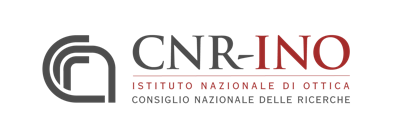 CNR-INO
ISTITUTO NAZIONALE DI OTTICA
CONSIGLIO NAZIONALE DELLE RICERCHE